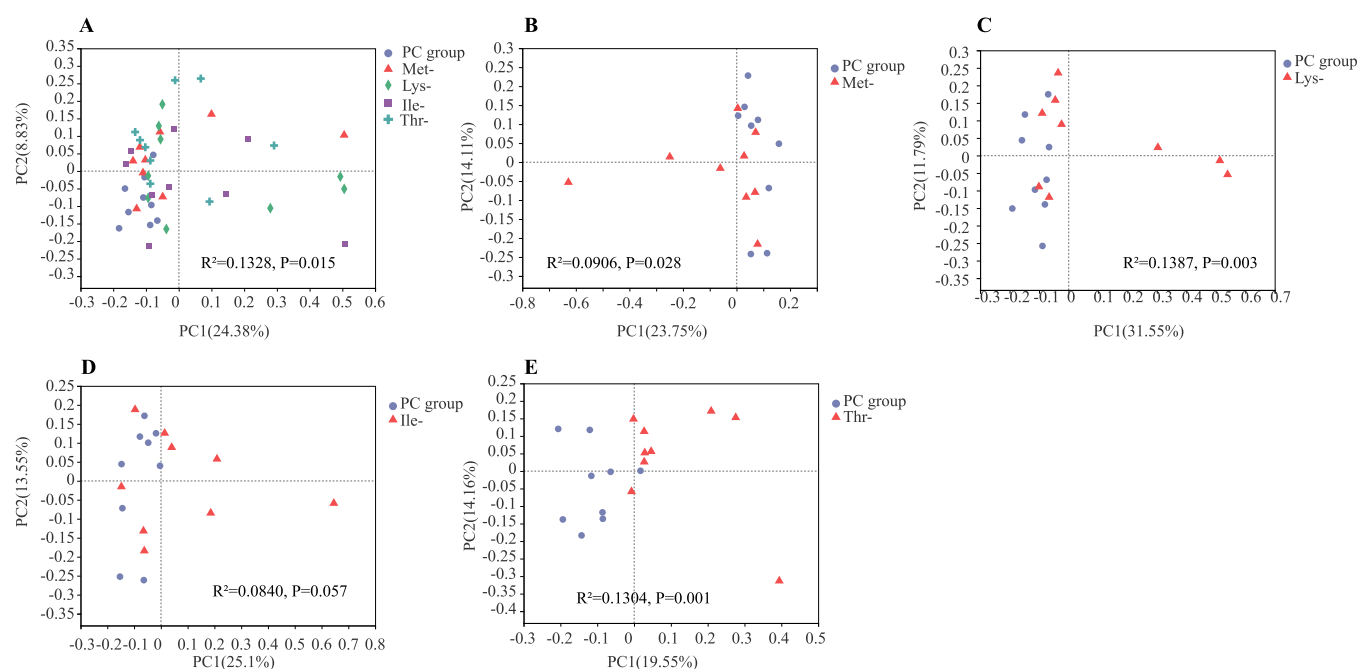 A
0.35
0.3
0.25
0.2
0.15
0.1
0.05
0
-0.05
-0.1
-0.15
-0.2
-0.25
-0.3
PC2(8.83%)
-0.3 -0.2 -0.1 0 0.1 0.2 0.3 0.4 0.5 0.6
PC1(24.38%)
R²=0.1328, P=0.015
PC group
Met-
Lys-
Ile-
Thr-
B
0.3
0.25
0.2
0.15
0.1
0.05
0
-0.05
-0.1
-0.15
-0.2
-0.25
-0.3
PC2(14.11%)
-0.8 -0.6 -0.4 -0.2 0 0.2
PC1(23.75%)
R²=0.0906, P=0.028
PC group
Met-
C
0.3
0.25
0.2
0.15
0.1
0.05
0
-0.05
-0.1
-0.15
-0.2
-0.25
-0.3
-0.35
PC2(11.79%)
-0.3 -0.2 -0.1 0 0.1 0.2 0.3 0.4 0.5 0.6 0.7
PC1(31.55%)
R²=0.1387, P=0.003
PC group
Lys-
D
0.25
0.2
0.15
0.1
0.05
0
-0.05
-0.1
-0.15
-0.2
-0.25
-0.3
-0.35
PC2(13.55%)
-0.3 -0.2 -0.1 0 0.1 0.2 0.3 0.4 0.5 0.6 0.7 0.8
PC1(25.1%)
R²=0.0840, P=0.057
PC group
Ile-
E
0.25
0.2
0.15
0.1
0.05
0
-0.05
-0.1
-0.15
-0.2
-0.25
-0.3
-0.35
-0.4
PC2(14.16%)
-0.3 -0.2 -0.1 0 0.1 0.2 0.3 0.4 0.5
PC1(19.55%)
R²=0.1304, P=0.001
PC group
Thr-